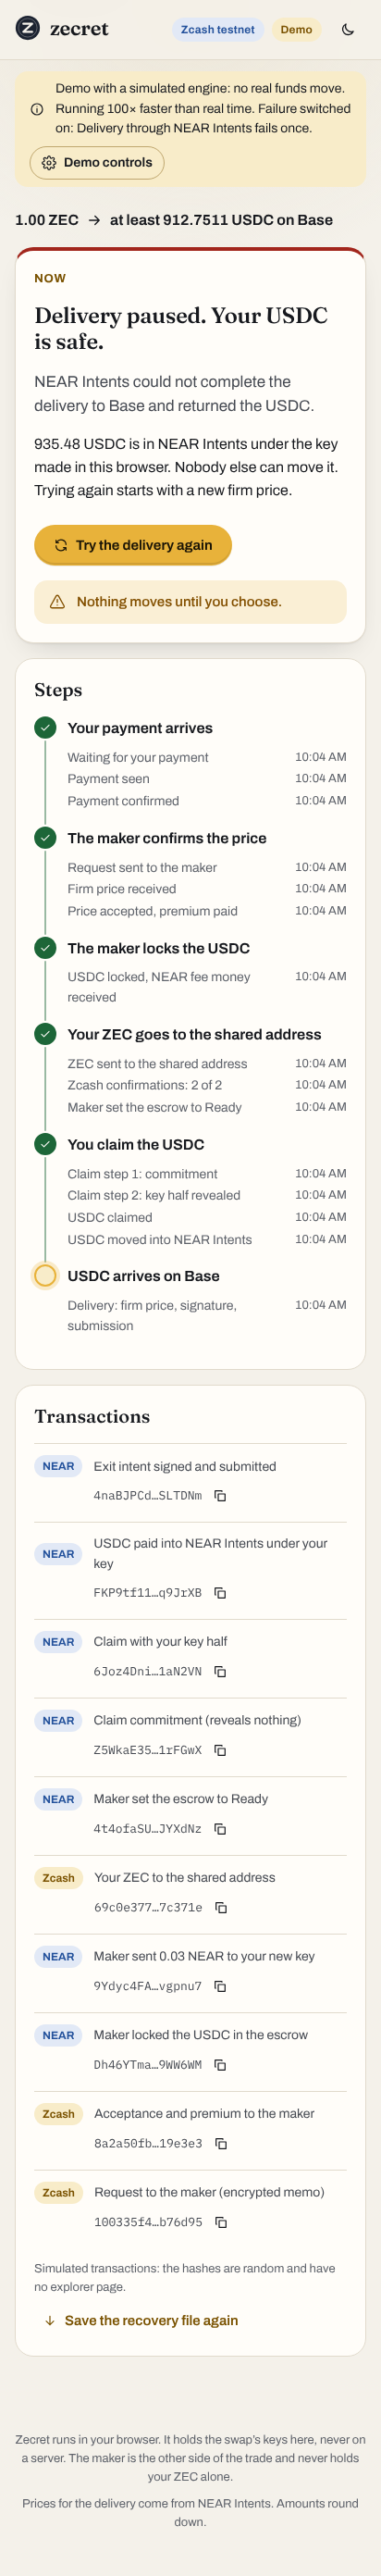 zecret
Zcash testnet
Demo
Demo with a simulated engine: no real funds move.
Running 100× faster than real time. Failure switched
on: Delivery through NEAR Intents fails once.
Demo controls
1.00 ZEC → at least 912.7511 USDC on Base
NOW
Delivery paused. Your USDC
is safe.
NEAR Intents could not complete the
delivery to Base and returned the USDC.
935.48 USDC is in NEAR Intents under the key
made in this browser. Nobody else can move it.
Trying again starts with a new firm price.
Try the delivery again
Nothing moves until you choose.
Steps
Your payment arrives
Waiting for your payment 10:04 AM
Payment seen 10:04 AM
Payment confirmed 10:04 AM
The maker confirms the price
Request sent to the maker 10:04 AM
Firm price received 10:04 AM
Price accepted, premium paid 10:04 AM
The maker locks the USDC
USDC locked, NEAR fee money 10:04 AM
received
Your ZEC goes to the shared address
ZEC sent to the shared address 10:04 AM
Zcash confirmations: 2 of 2 10:04 AM
Maker set the escrow to Ready 10:04 AM
You claim the USDC
Claim step 1: commitment 10:04 AM
Claim step 2: key half revealed 10:04 AM
USDC claimed 10:04 AM
USDC moved into NEAR Intents 10:04 AM
USDC arrives on Base
Delivery: firm price, signature, 10:04 AM
submission
Transactions
NEAR Exit intent signed and submitted
4naBJPCd…SLTDNm
NEAR USDC paid into NEAR Intents under your
key
FKP9tf11…q9JrXB
NEAR Claim with your key half
6Joz4Dni…1aN2VN
NEAR Claim commitment (reveals nothing)
Z5WkaE35…1rFGwX
NEAR Maker set the escrow to Ready
4t4ofaSU…JYXdNz
Zcash Your ZEC to the shared address
69c0e377…7c371e
NEAR Maker sent 0.03 NEAR to your new key
9Ydyc4FA…vgpnu7
NEAR Maker locked the USDC in the escrow
Dh46YTma…9WW6WM
Zcash Acceptance and premium to the maker
8a2a50fb…19e3e3
Zcash Request to the maker (encrypted memo)
100335f4…b76d95
Simulated transactions: the hashes are random and have
no explorer page.
Save the recovery file again
Zecret runs in your browser. It holds the swap’s keys here, never on
a server. The maker is the other side of the trade and never holds
your ZEC alone.
Prices for the delivery come from NEAR Intents. Amounts round
down.